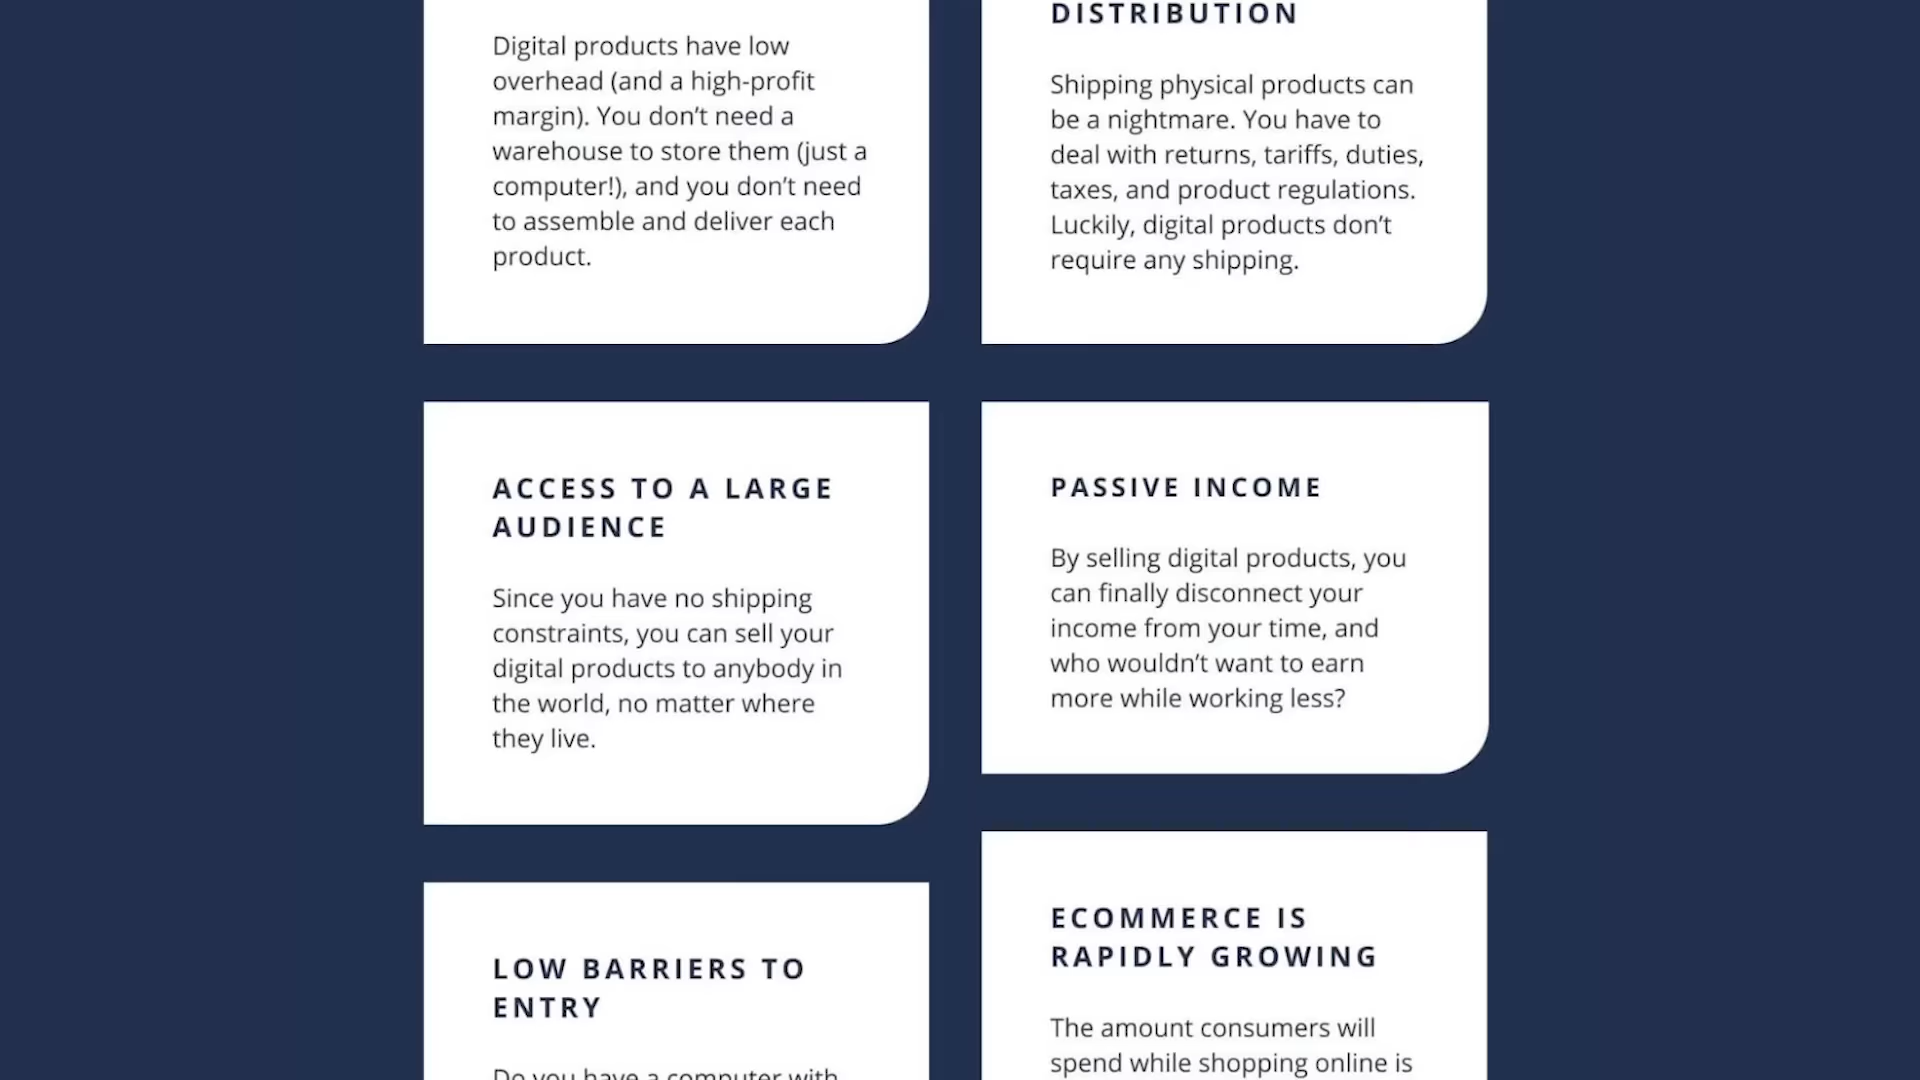 Digital products have low
overhead (and a high-profit
margin). You don’t need a
warehouse to store them (just a
computer!), and you don’t need
to assemble and deliver each
product.
DISTRIBUTION
Shipping physical products can
be a nightmare. You have to
deal with returns, tariffs, duties,
taxes, and product regulations.
Luckily, digital products don’t
require any shipping.
ACCESS TO A LARGE
AUDIENCE
Since you have no shipping
constraints, you can sell your
digital products to anybody in
the world, no matter where
they live.
PASSIVE INCOME
By selling digital products, you
can finally disconnect your
income from your time, and
who wouldn’t want to earn
more while working less?
LOW BARRIERS TO
ENTRY
Do you have a computer with
ECOMMERCE IS
RAPIDLY GROWING
The amount consumers will
spend while shopping online is